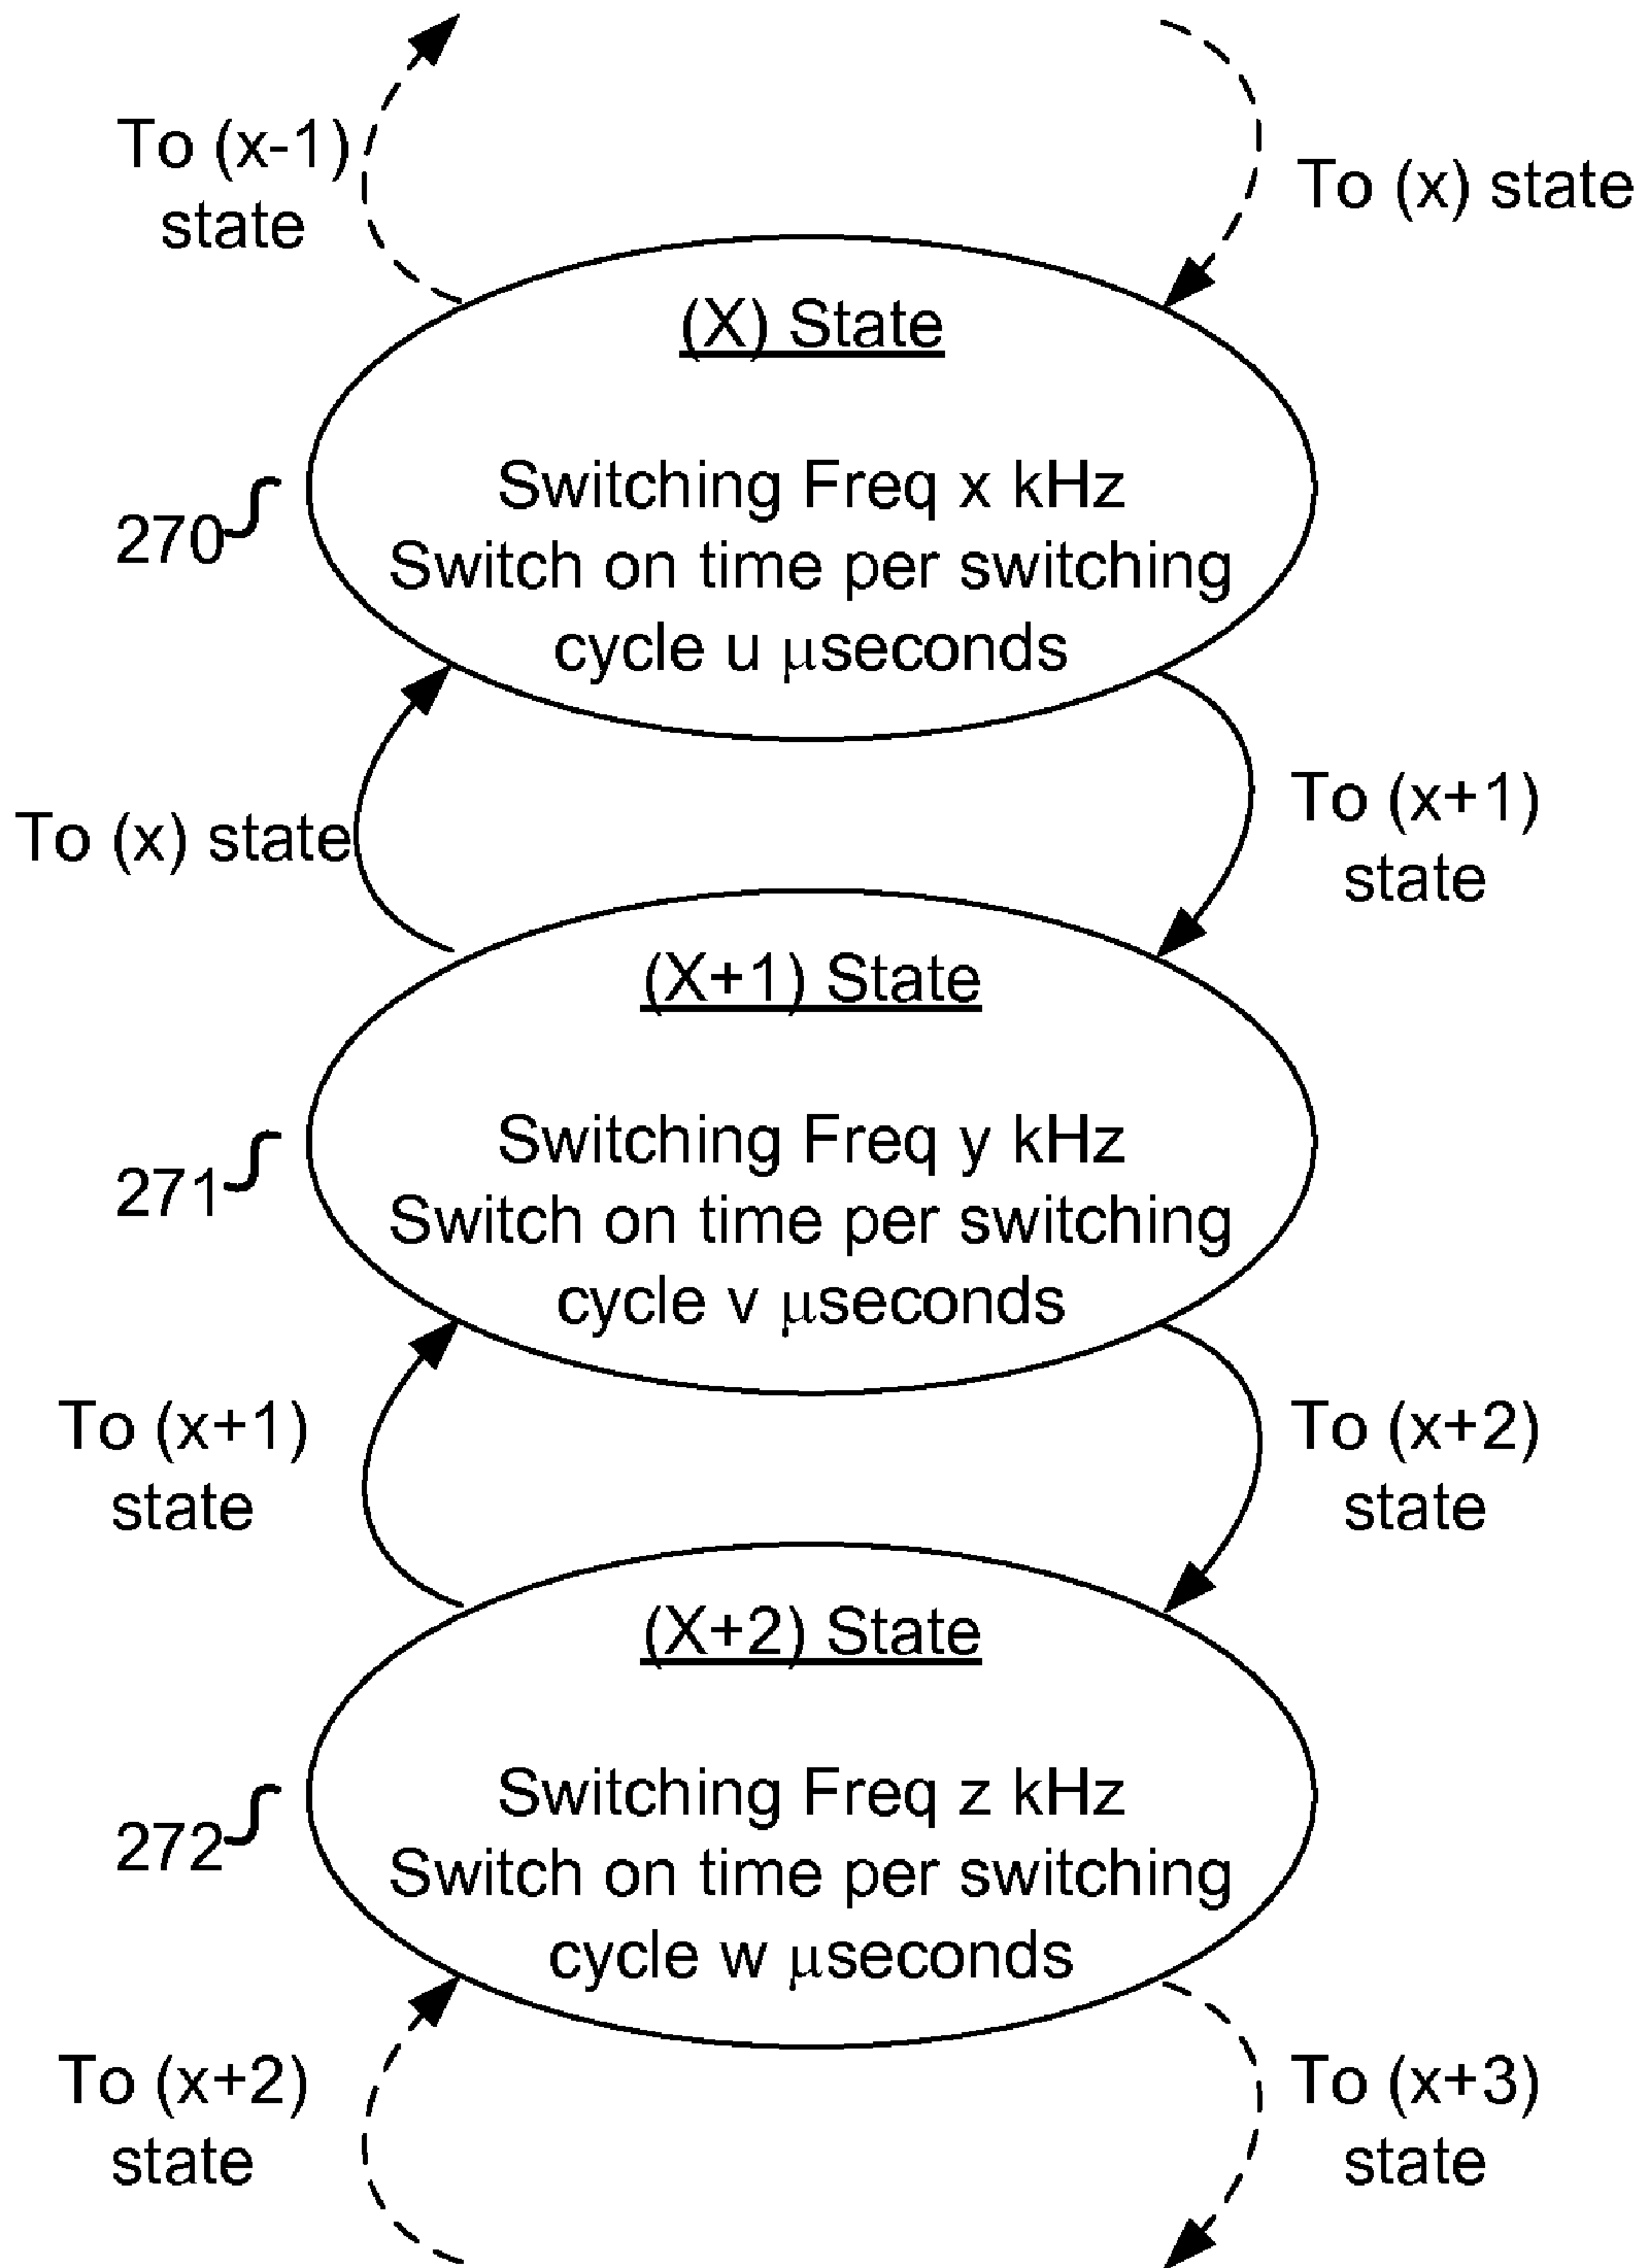 To (x-1)
state
To (x) state
(X) State
270
Switching Freq x kHz
Switch on time per switching
cycle u μseconds
To (x) state
To (x+1)
state
(X+1) State
271
Switching Freq y kHz
Switch on time per switching
cycle v μseconds
To (x+1)
state
To (x+2)
state
(X+2) State
272
Switching Freq z kHz
Switch on time per switching
cycle w μseconds
To (x+2)
state
To (x+3)
state